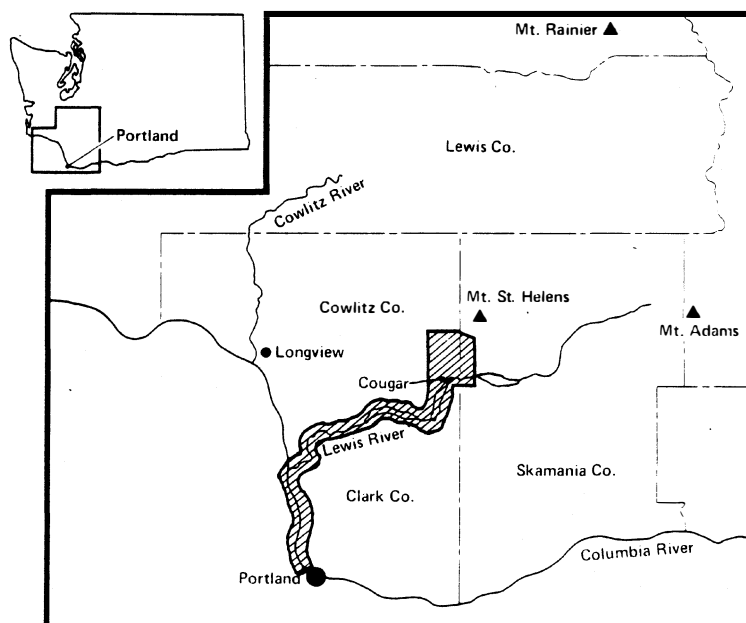 Mt. Rainier
Portland
Lewis Co.
Cowlitz River
Cowlitz Co.
Mt. St. Helens
Mt. Adams
Longview
Cougar
Lewis River
Skamania Co.
Clark Co.
Columbia River
Portland